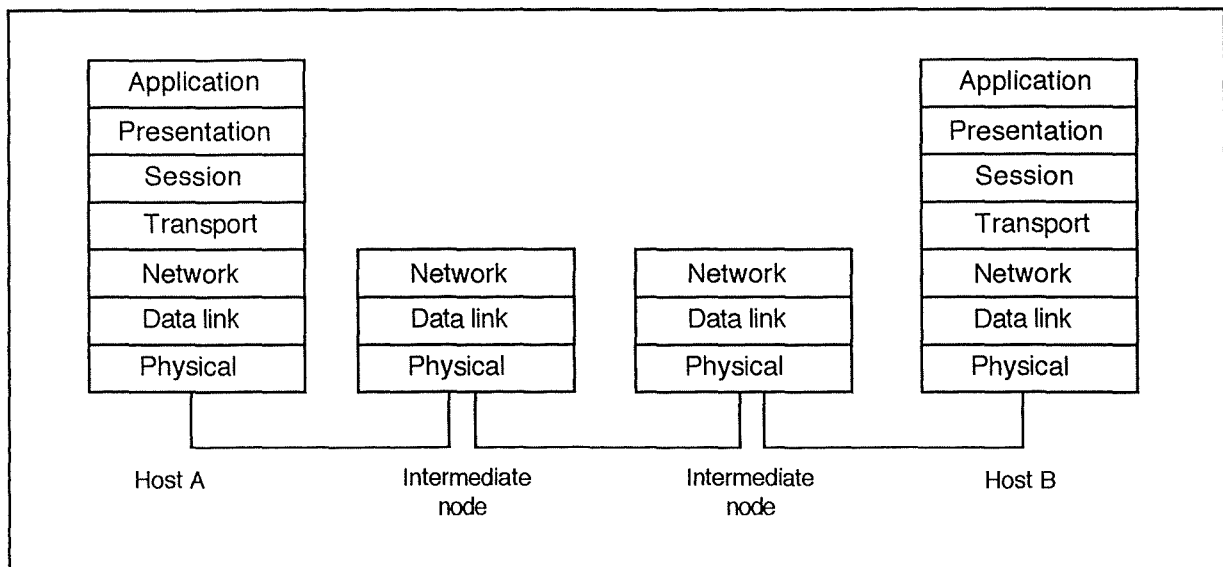 Application
Presentation
Session
Transport
Network
Data link
Physical
Host A
Network
Data link
Physical
Intermediate
node
Network
Data link
Physical
Intermediate
node
Application
Presentation
Session
Transport
Network
Data link
Physical
Host B